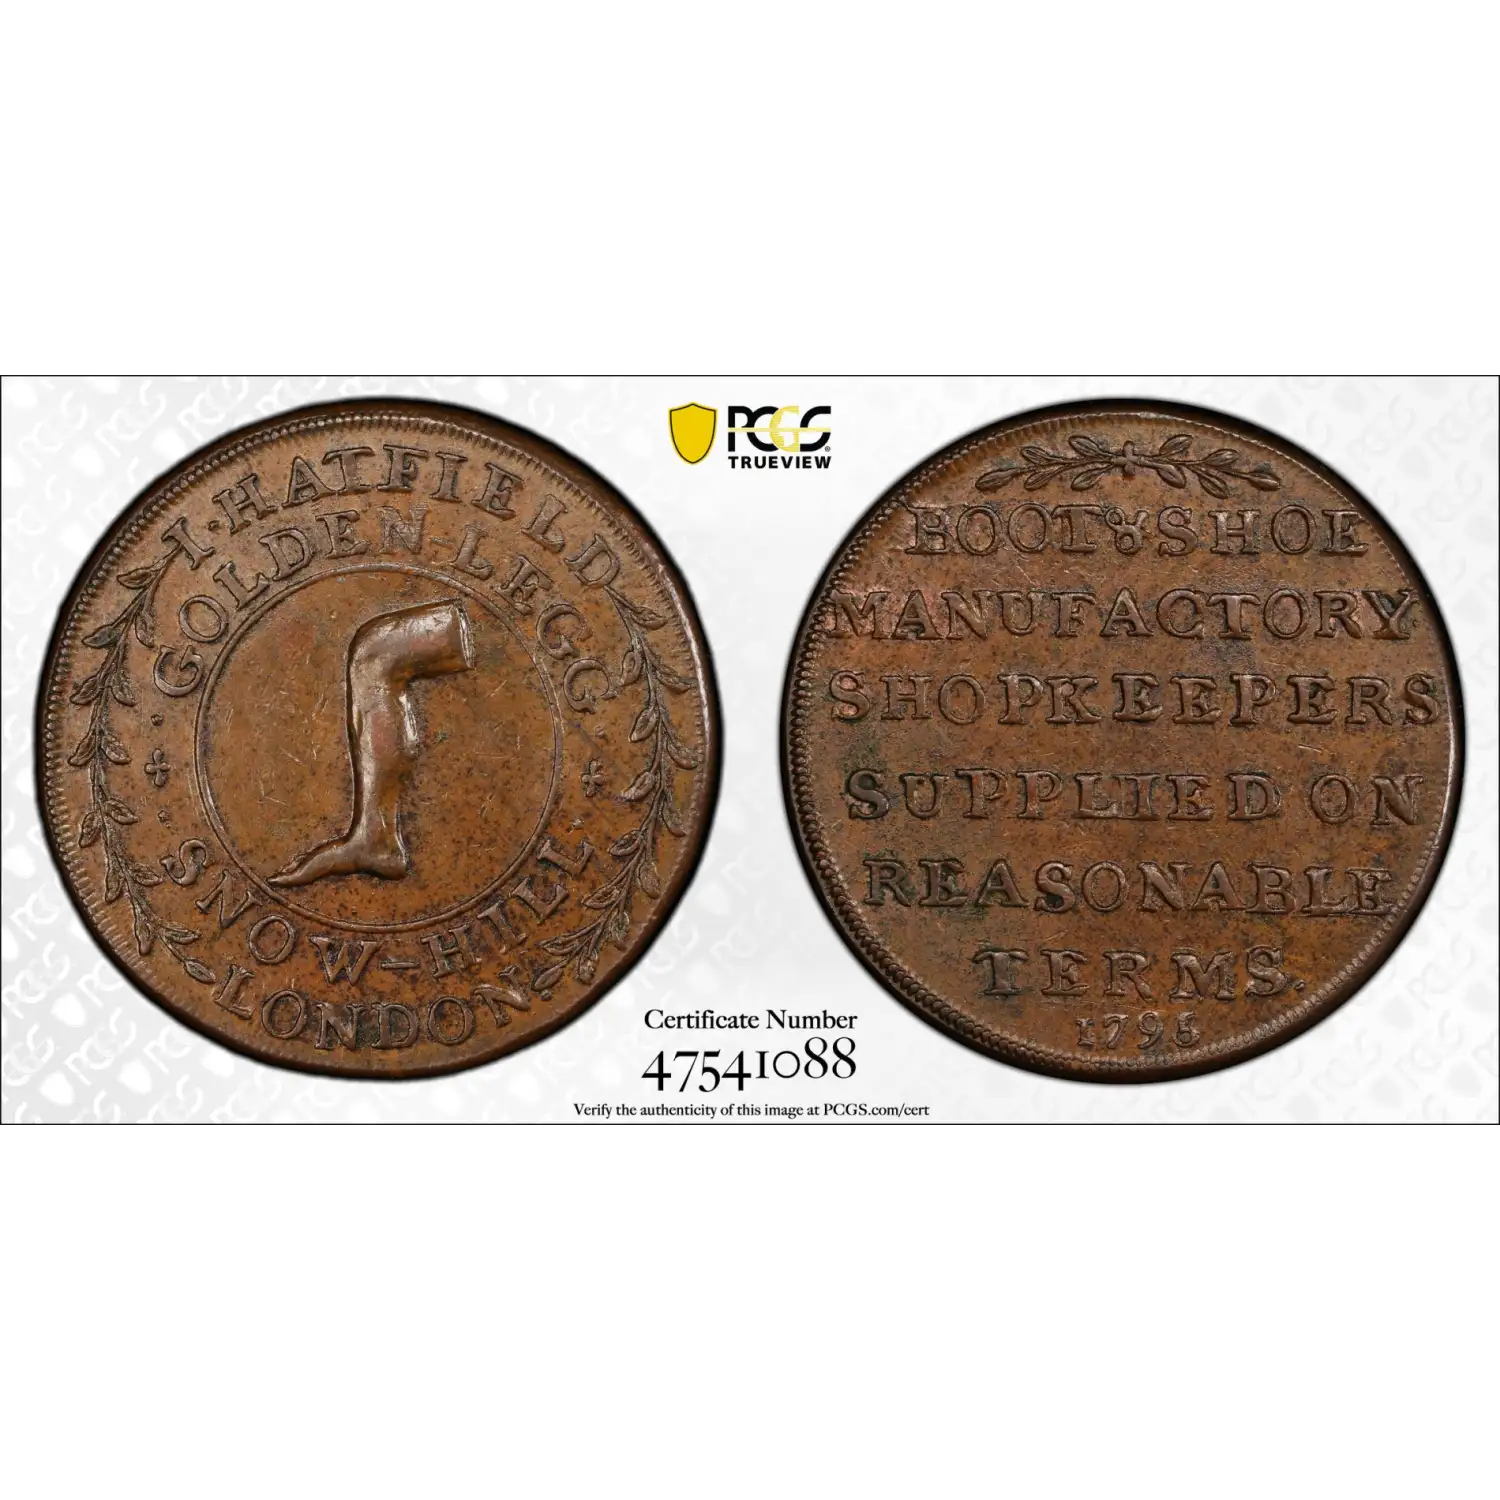 PCGS
TRUEVIEW
I·HATFIELD
GOLDEN-LEGG
SNOW-HILL
LONDON.
BOOT & SHOE
MANUFACTORY.
SHOPKEEPERS
SUPPLIED ON
REASONABLE
TERMS.
1795
Certificate Number
47541088
Verify the authenticity of this image at PCGS.com/cert